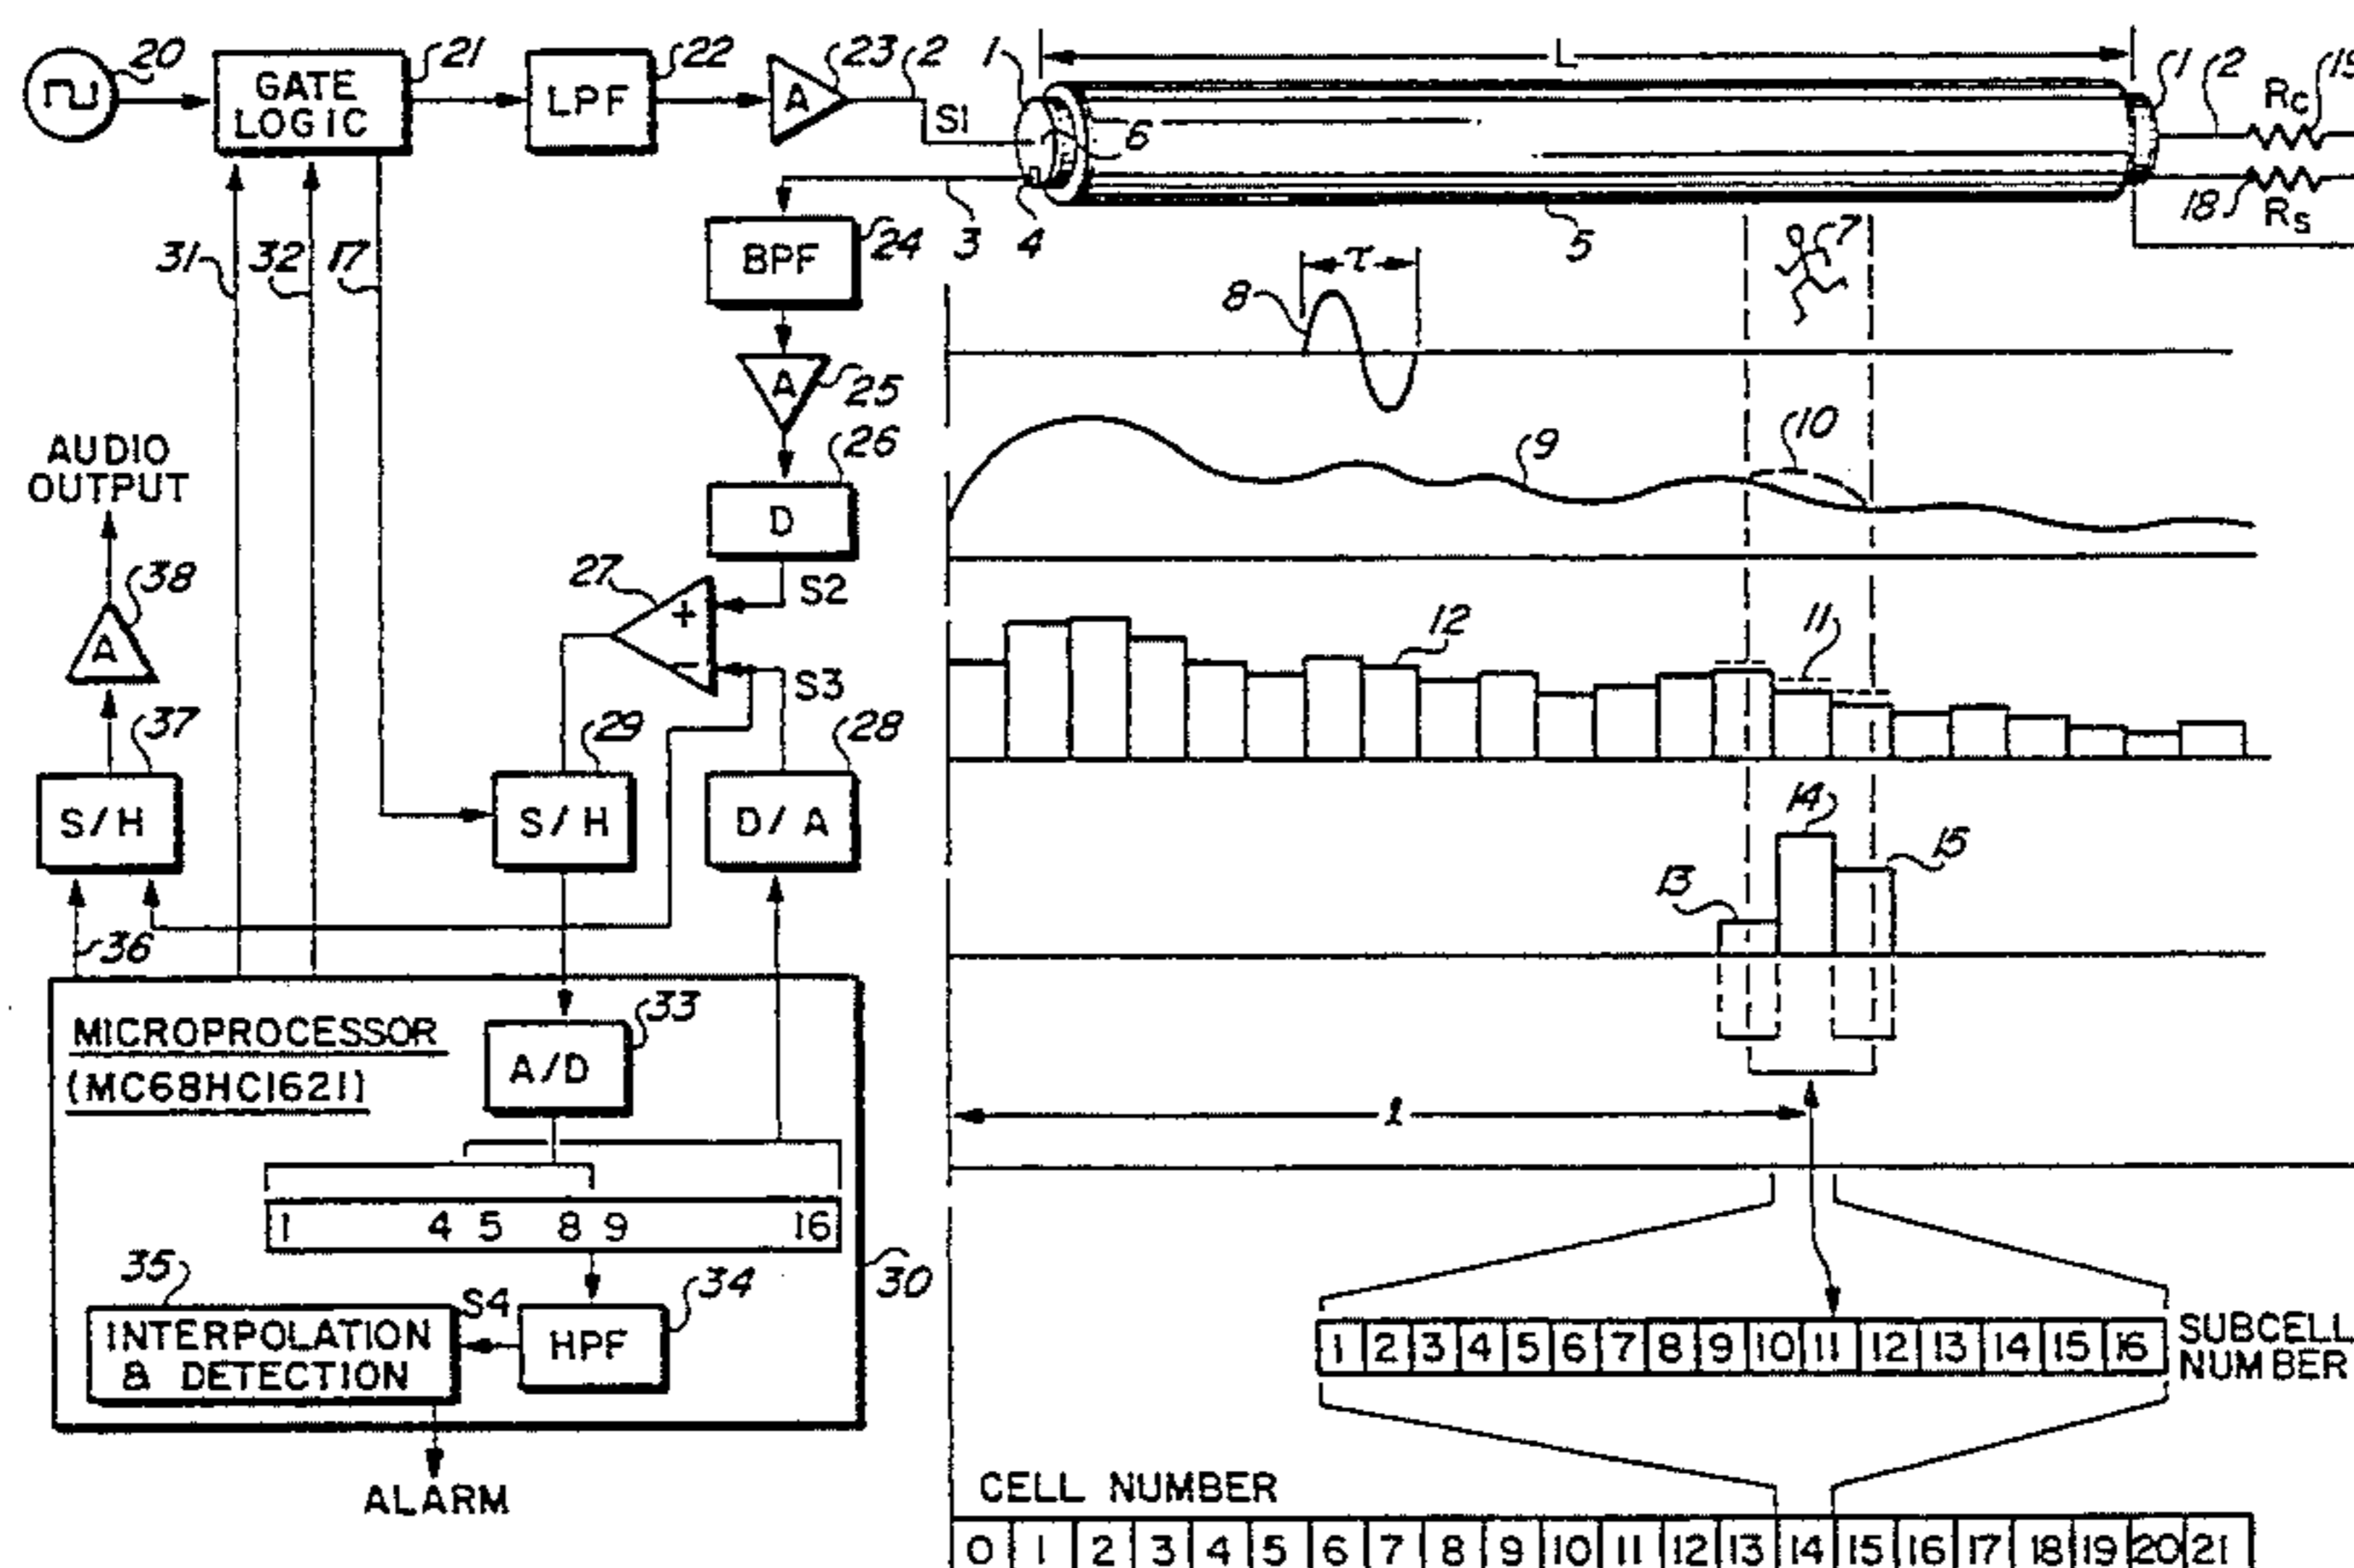 20
GATE
LOGIC
21
LPF
22
A
23
2
S1
1
L
1
2
RC
18
RS
6
4
3
5
7
31
32
17
BPF
24
τ
8
A
25
26
D
9
10
AUDIO
OUTPUT
38
A
27
+
−
S2
S3
12
11
37
S/H
29
S/H
28
D/A
14
13
15
36
MICROPROCESSOR
(MC68HC1621)
33
A/D
ℓ
1 4 5 8 9 16
30
35
INTERPOLATION
& DETECTION
S4
HPF
34
ALARM
1 2 3 4 5 6 7 8 9 10 11 12 13 14 15 16
SUBCELL
NUMBER
CELL NUMBER
0 1 2 3 4 5 6 7 8 9 10 11 12 13 14 15 16 17 18 19 20 21